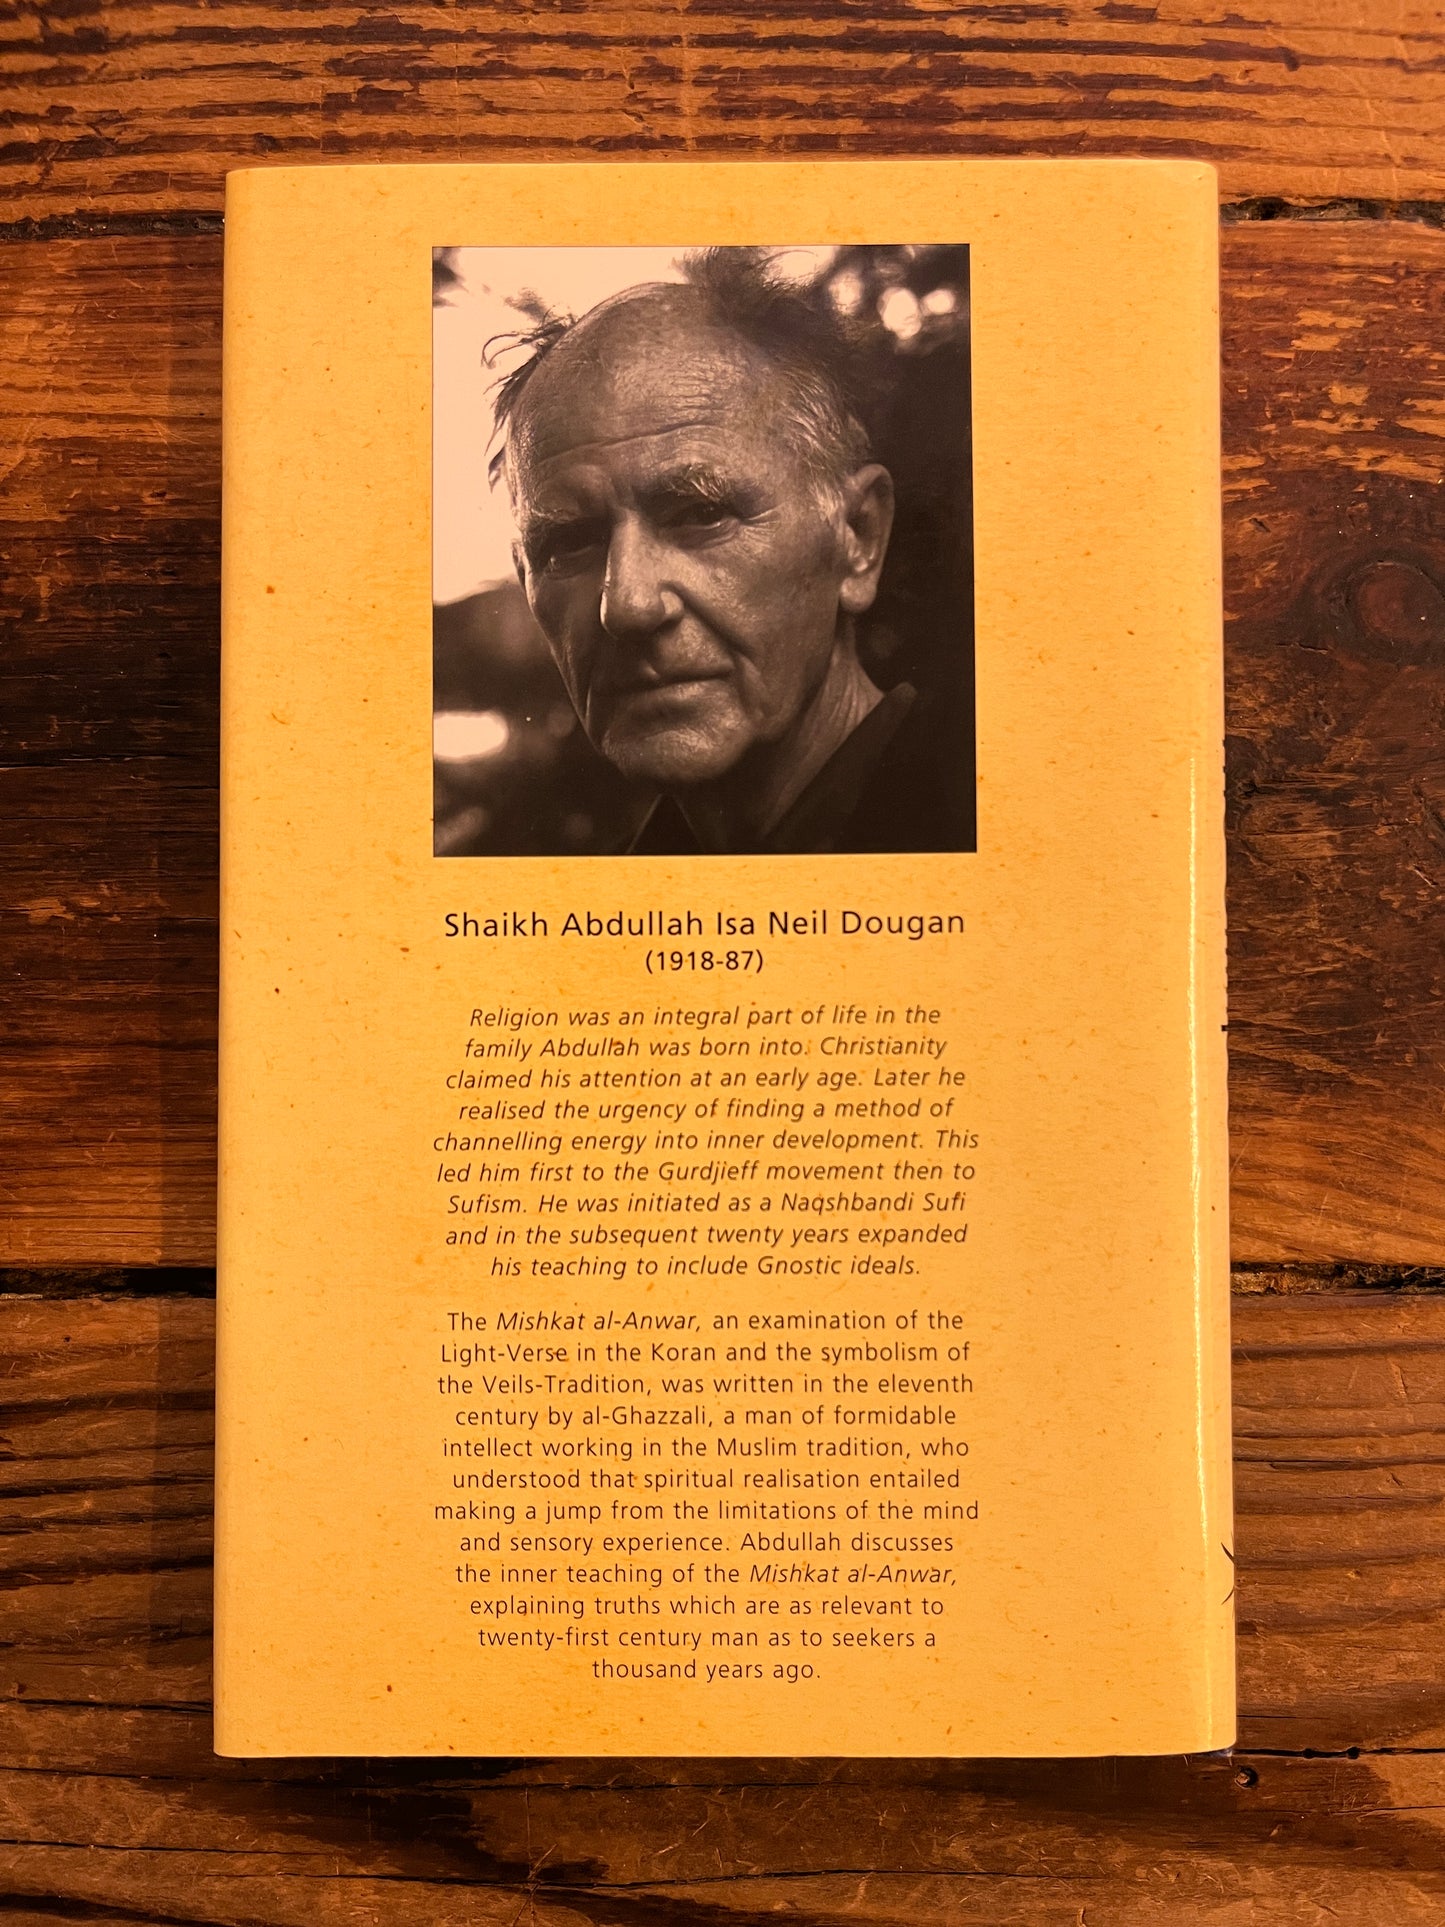 Shaikh Abdullah Isa Neil Dougan
(1918-87)
Religion was an integral part of life in the
family Abdullah was born into. Christianity
claimed his attention at an early age. Later he
realised the urgency of finding a method of
channelling energy into inner development. This
led him first to the Gurdjieff movement then to
Sufism. He was initiated as a Naqshbandi Sufi
and in the subsequent twenty years expanded
his teaching to include Gnostic ideals.
The Mishkat al-Anwar, an examination of the
Light-Verse in the Koran and the symbolism of
the Veils-Tradition, was written in the eleventh
century by al-Ghazzali, a man of formidable
intellect working in the Muslim tradition, who
understood that spiritual realisation entailed
making a jump from the limitations of the mind
and sensory experience. Abdullah discusses
the inner teaching of the Mishkat al-Anwar,
explaining truths which are as relevant to
twenty-first century man as to seekers a
thousand years ago.